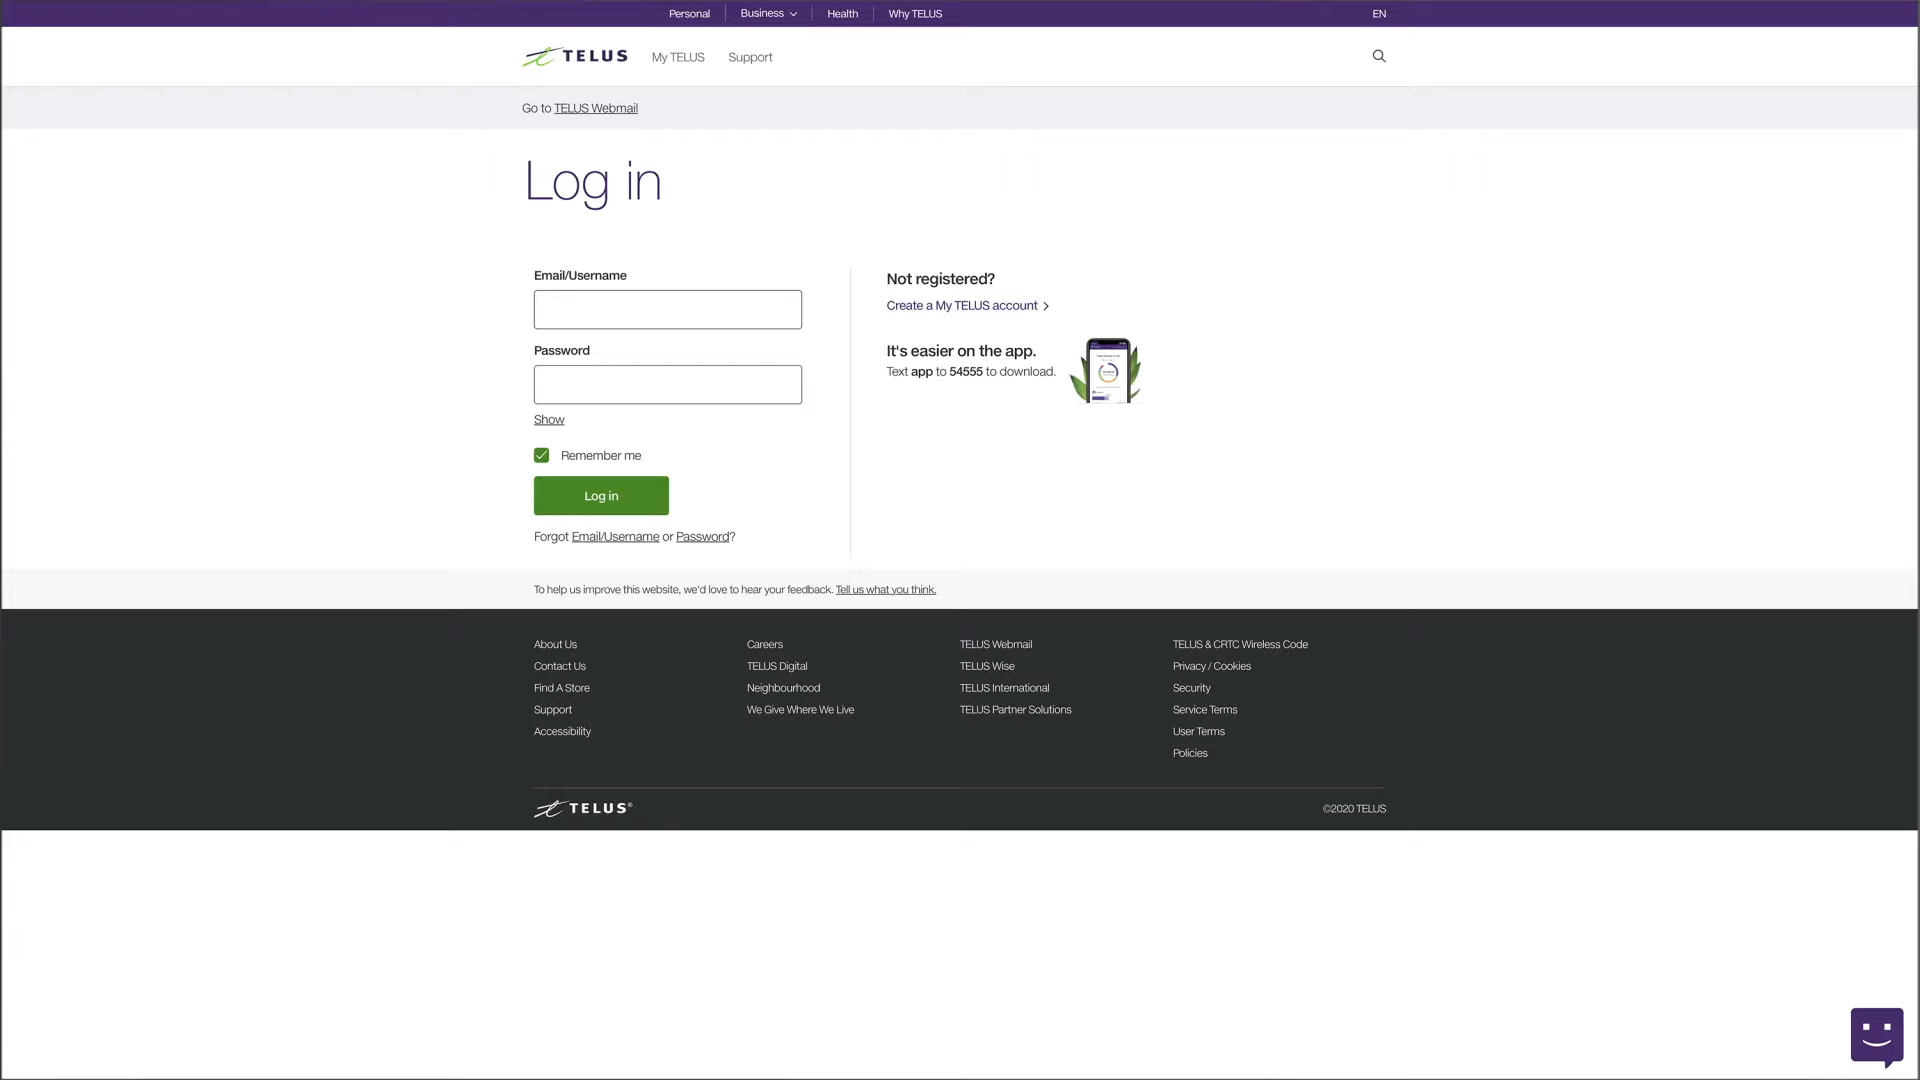 Personal
Business
Health
Why TELUS
EN
TELUS
My TELUS
Support
Go to TELUS Webmail
Log in
Email/Username
Password
Show
Remember me
Log in
Forgot Email/Username or Password?
Not registered?
Create a My TELUS account
It's easier on the app.
Text app to 54555 to download.
To help us improve this website, we'd love to hear your feedback. Tell us what you think.
About Us
Contact Us
Find A Store
Support
Accessibility
Careers
TELUS Digital
Neighbourhood
We Give Where We Live
TELUS Webmail
TELUS Wise
TELUS International
TELUS Partner Solutions
TELUS & CRTC Wireless Code
Privacy / Cookies
Security
Service Terms
User Terms
Policies
TELUS®
©2020 TELUS